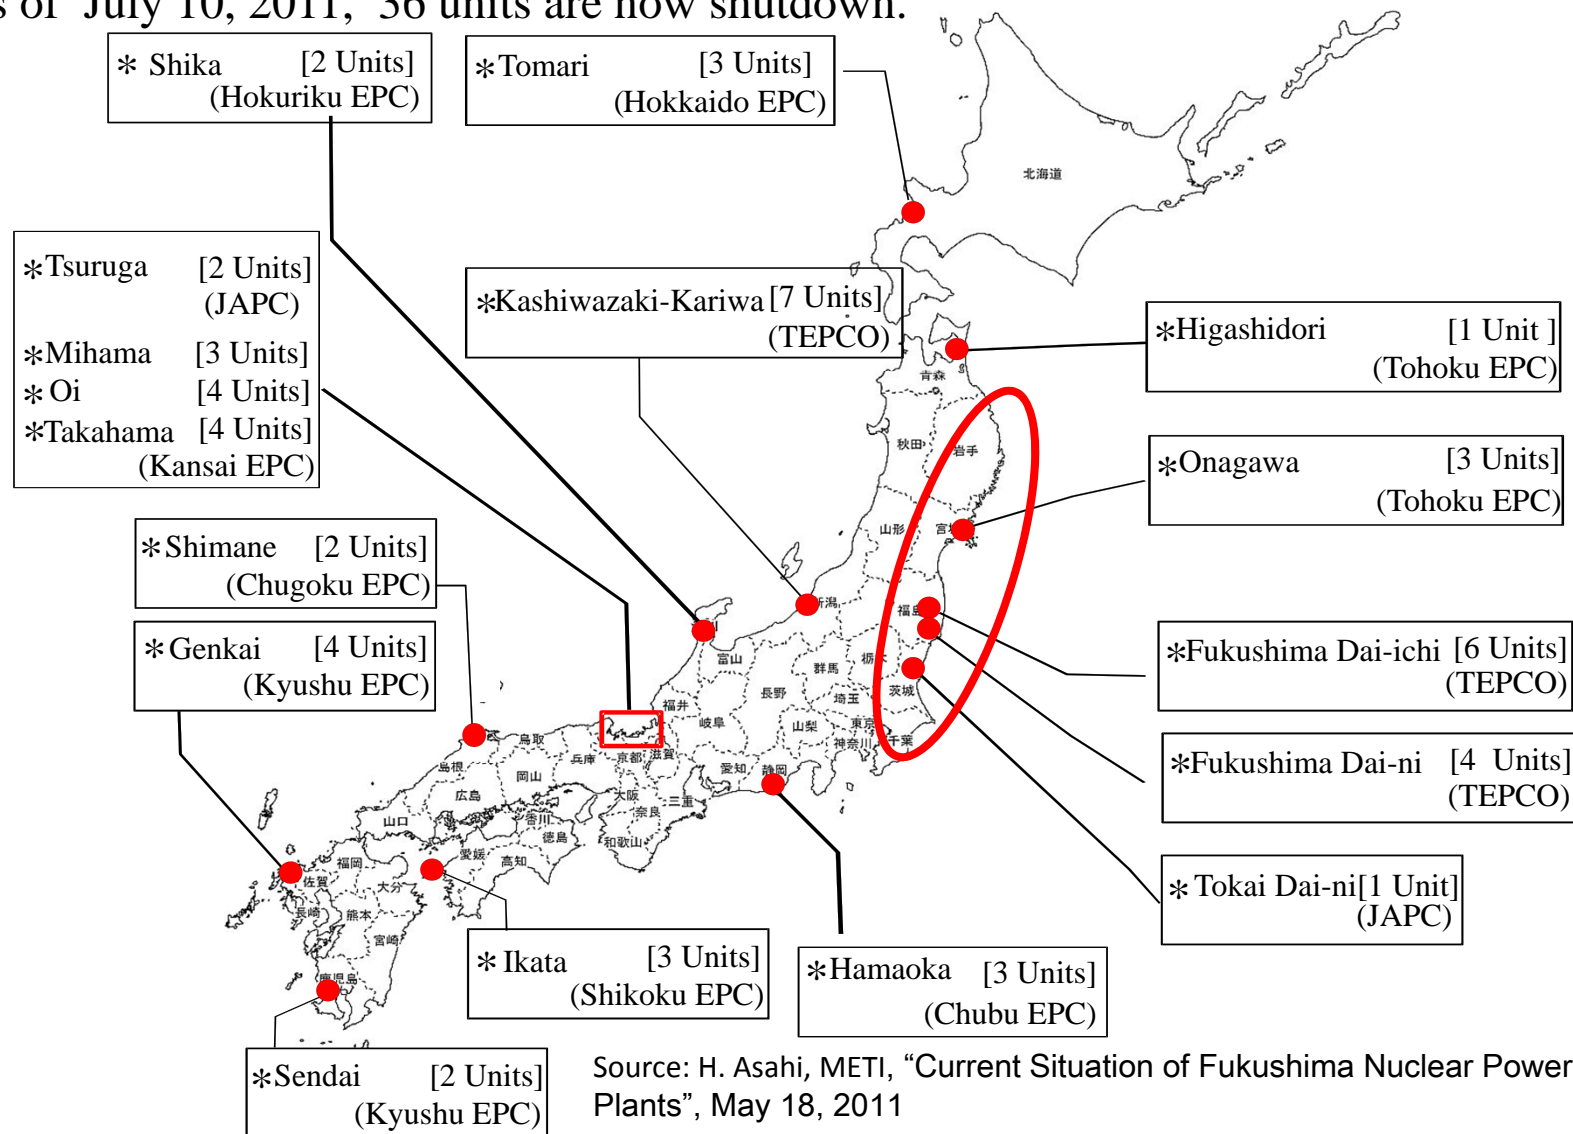 s of July 10, 2011, 36 units are now shutdown.
* Shika [2 Units]
(Hokuriku EPC)
*Tomari [3 Units]
(Hokkaido EPC)
北海道
*Tsuruga [2 Units]
(JAPC)
*Mihama [3 Units]
* Oi [4 Units]
*Takahama [4 Units]
(Kansai EPC)
*Kashiwazaki-Kariwa [7 Units]
(TEPCO)
*Higashidori [1 Unit ]
(Tohoku EPC)
青森
秋田
岩手
*Onagawa [3 Units]
(Tohoku EPC)
山形
*Shimane [2 Units]
(Chugoku EPC)
福島
* Genkai [4 Units]
(Kyushu EPC)
*Fukushima Dai-ichi [6 Units]
(TEPCO)
富山
群馬
栃木
福井
岐阜
長野
埼玉
茨城
山梨
東京
神奈川
千葉
*Fukushima Dai-ni [4 Units]
(TEPCO)
鳥取
兵庫
京都
滋賀
愛知
静岡
島根
岡山
広島
大阪
奈良
三重
山口
香川
徳島
和歌山
愛媛
高知
福岡
佐賀
大分
長崎
熊本
宮崎
* Tokai Dai-ni[1 Unit]
(JAPC)
* Ikata [3 Units]
(Shikoku EPC)
*Hamaoka [3 Units]
(Chubu EPC)
*Sendai [2 Units]
(Kyushu EPC)
Source: H. Asahi, METI, “Current Situation of Fukushima Nuclear Power
Plants”, May 18, 2011